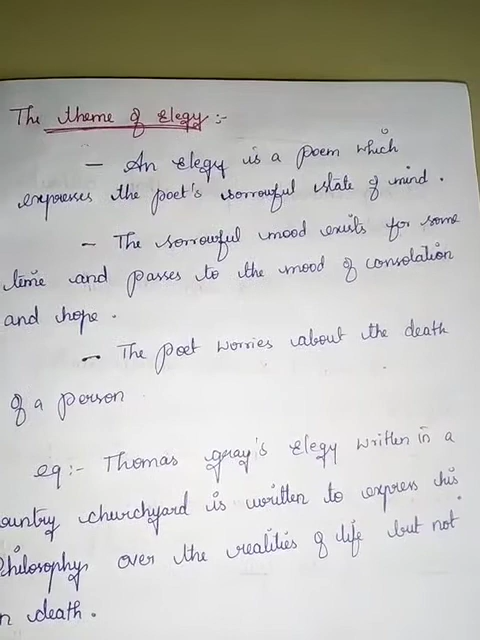 The theme of Elegy :-
- An Elegy is a poem which
expresses the poet's sorrowful state of mind.
- The sorrowful mood exists for some
time and passes to the mood of consolation
and hope.
- The poet worries about the death
of a person
eg:- Thomas gray's Elegy written in a
ountry churchyard is written to express his
Philosophy over the realities of life but not
n death.